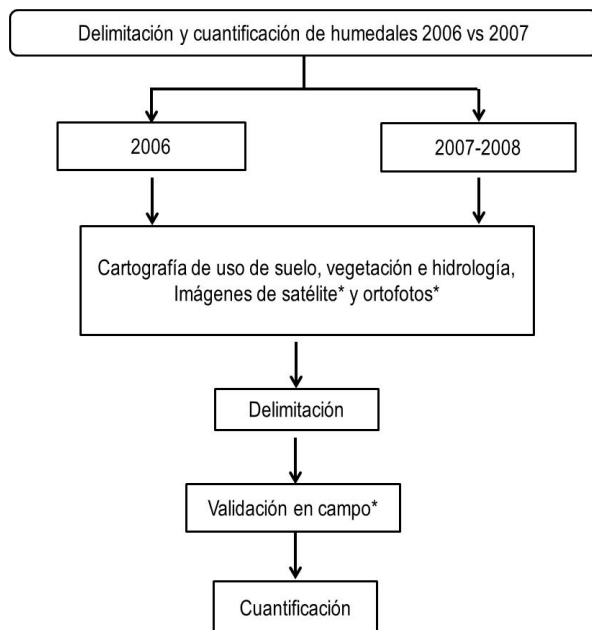 Delimitación y cuantificación de humedales 2006 vs 2007
2006
2007-2008
Cartografía de uso de suelo, vegetación e hidrología,
Imágenes de satélite* y ortofotos*
Delimitación
Validación en campo*
Cuantificación